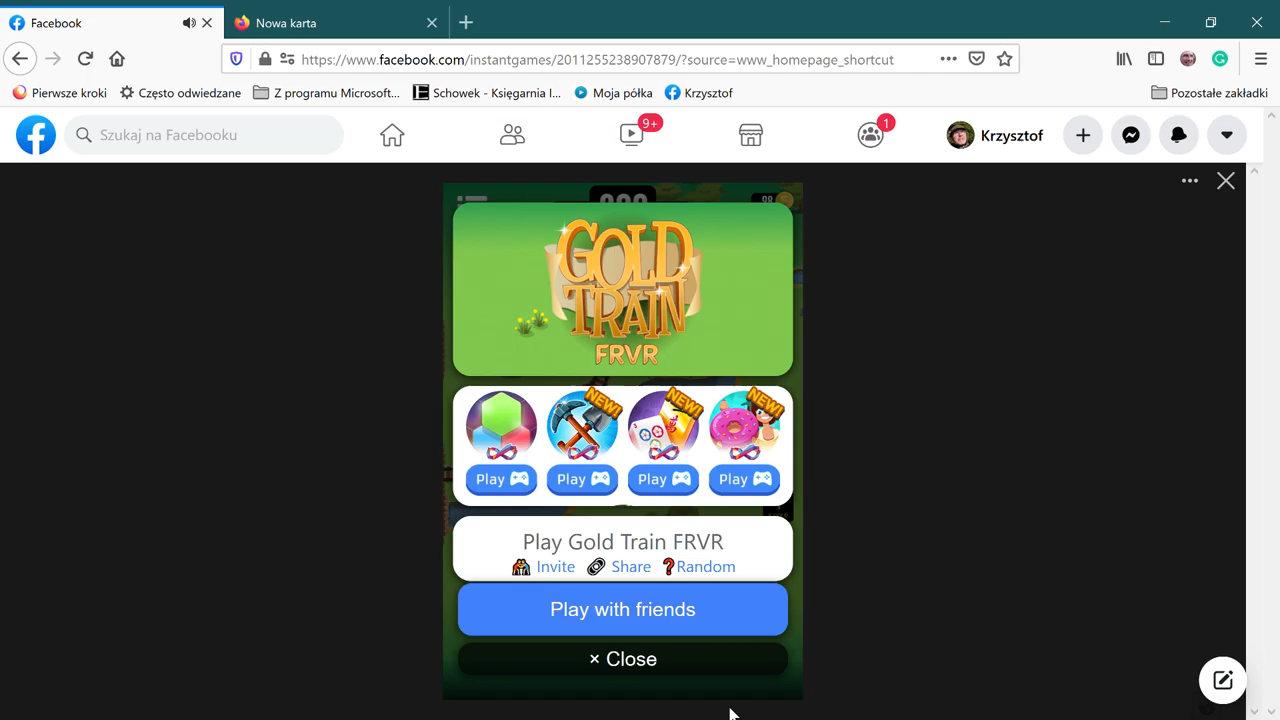 Facebook
Nowa karta
https://www.facebook.com/instantgames/2011255238907879/?source=www_homepage_shortcut
Pierwsze kroki
Często odwiedzane
Z programu Microsoft...
Schowek - Księgarnia I...
Moja półka
Krzysztof
Pozostałe zakładki
Szukaj na Facebooku
9+
1
Krzysztof
98
GOLD
TRAIN
FRVR
NEW!
NEW!
NEW!
Play
Play
Play
Play
Play Gold Train FRVR
Invite
Share
Random
Play with friends
× Close